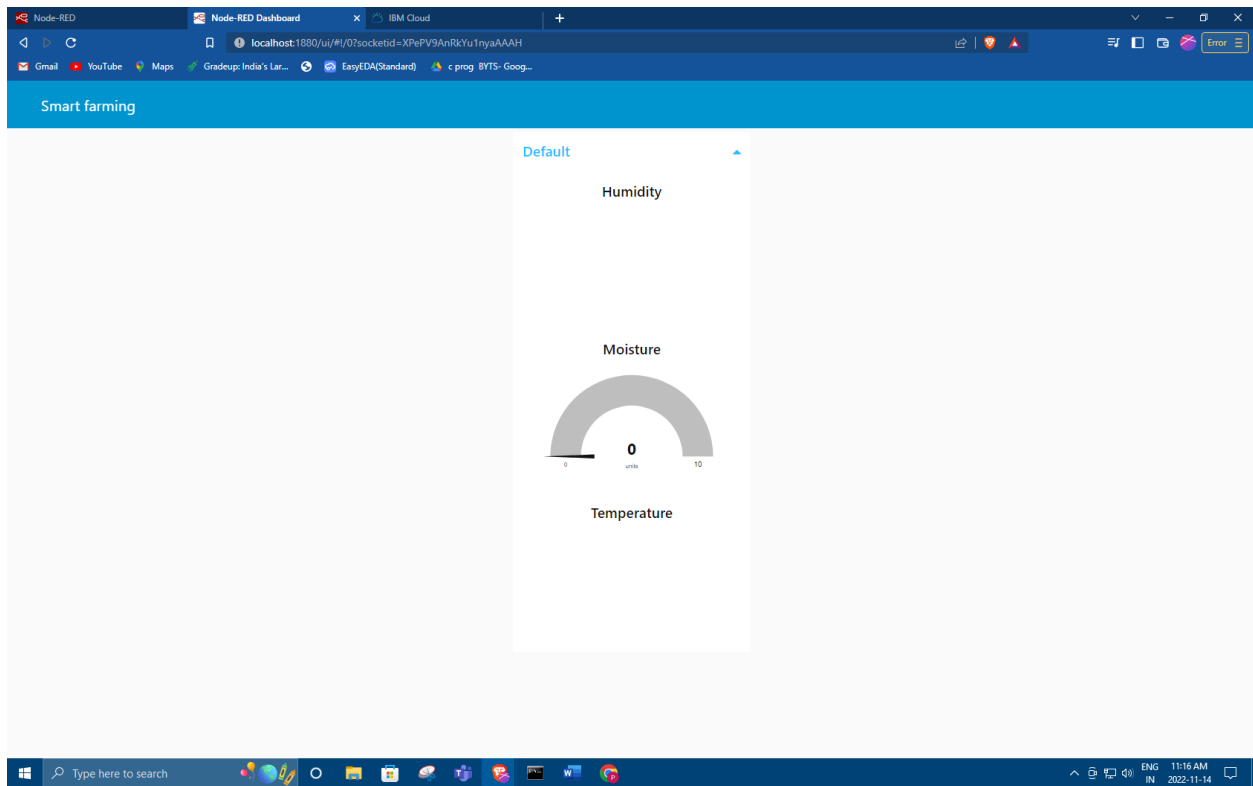 Node-RED
Node-RED Dashboard
IBM Cloud
localhost:1880/ui/#!/0?socketid=XPePV9AnRkYu1nyaAAAH
Error
Gmail
YouTube
Maps
Gradeup: India's Lar...
EasyEDA(Standard)
c prog BYTS- Goog...
Smart farming
Default
Humidity
Moisture
0
units
0
10
Temperature
Type here to search
ENG
IN
11:16 AM
2022-11-14